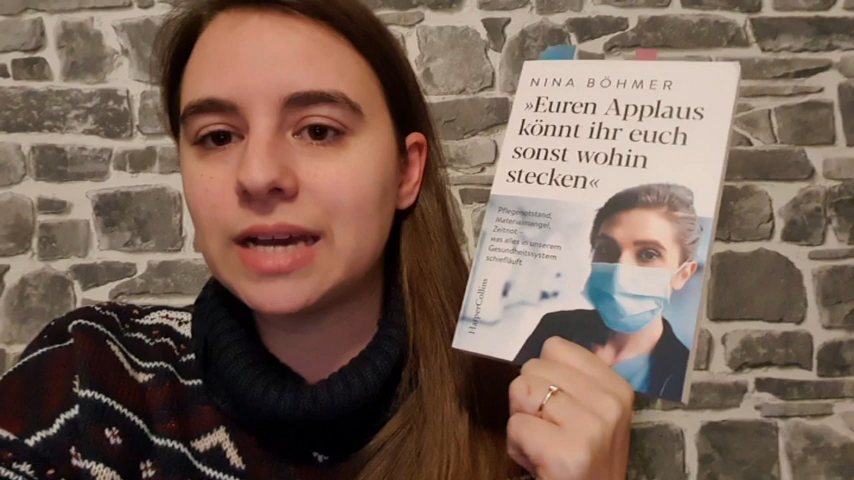 NINA BÖHMER
»Euren Applaus
könnt ihr euch
sonst wohin
stecken«
Pflegenotstand,
Materialmangel,
Zeitnot –
was alles in unserem
Gesundheitssystem
schiefläuft
HarperCollins